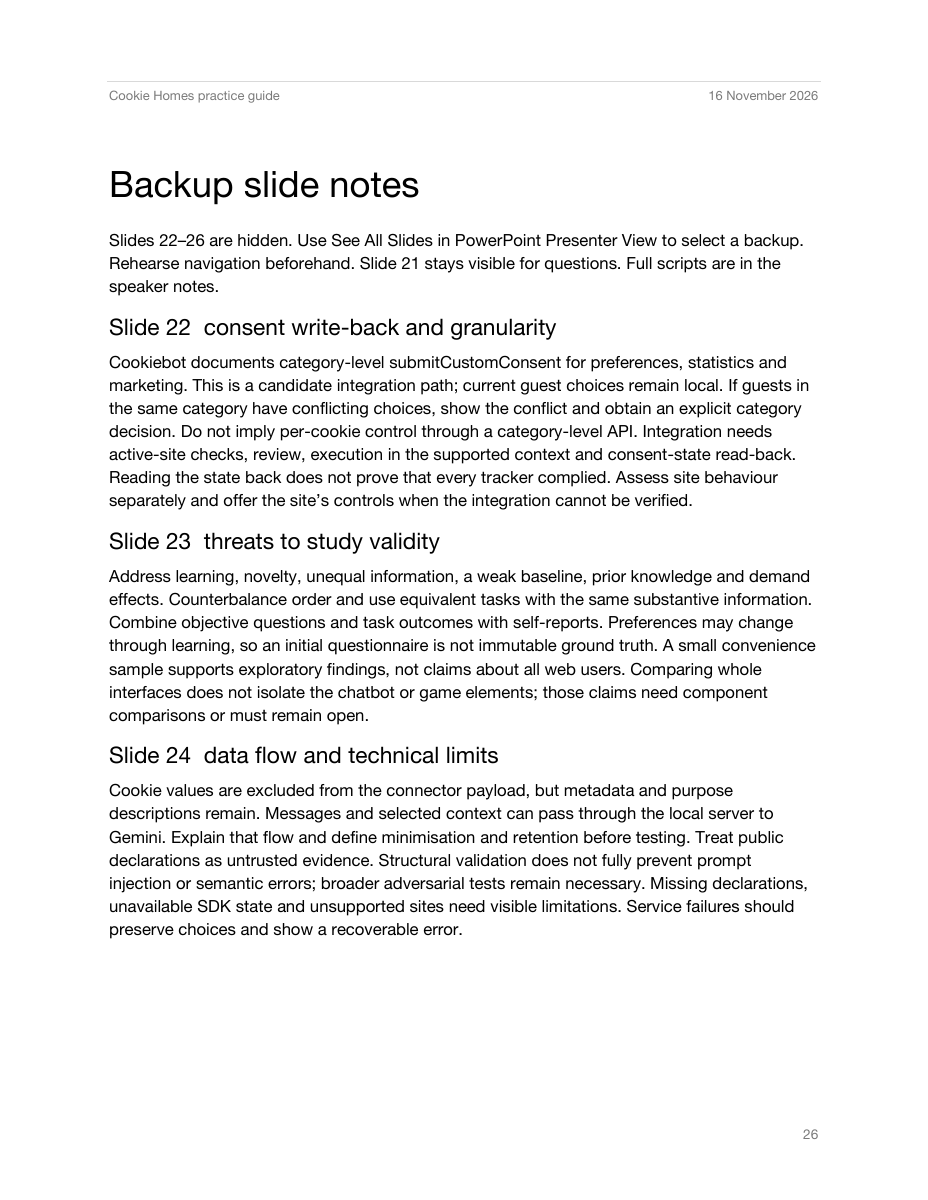 Cookie Homes practice guide
16 November 2026
Backup slide notes
Slides 22–26 are hidden. Use See All Slides in PowerPoint Presenter View to select a backup.
Rehearse navigation beforehand. Slide 21 stays visible for questions. Full scripts are in the
speaker notes.
Slide 22  consent write-back and granularity
Cookiebot documents category-level submitCustomConsent for preferences, statistics and
marketing. This is a candidate integration path; current guest choices remain local. If guests in
the same category have conflicting choices, show the conflict and obtain an explicit category
decision. Do not imply per-cookie control through a category-level API. Integration needs
active-site checks, review, execution in the supported context and consent-state read-back.
Reading the state back does not prove that every tracker complied. Assess site behaviour
separately and offer the site’s controls when the integration cannot be verified.
Slide 23  threats to study validity
Address learning, novelty, unequal information, a weak baseline, prior knowledge and demand
effects. Counterbalance order and use equivalent tasks with the same substantive information.
Combine objective questions and task outcomes with self-reports. Preferences may change
through learning, so an initial questionnaire is not immutable ground truth. A small convenience
sample supports exploratory findings, not claims about all web users. Comparing whole
interfaces does not isolate the chatbot or game elements; those claims need component
comparisons or must remain open.
Slide 24  data flow and technical limits
Cookie values are excluded from the connector payload, but metadata and purpose
descriptions remain. Messages and selected context can pass through the local server to
Gemini. Explain that flow and define minimisation and retention before testing. Treat public
declarations as untrusted evidence. Structural validation does not fully prevent prompt
injection or semantic errors; broader adversarial tests remain necessary. Missing declarations,
unavailable SDK state and unsupported sites need visible limitations. Service failures should
preserve choices and show a recoverable error.
26